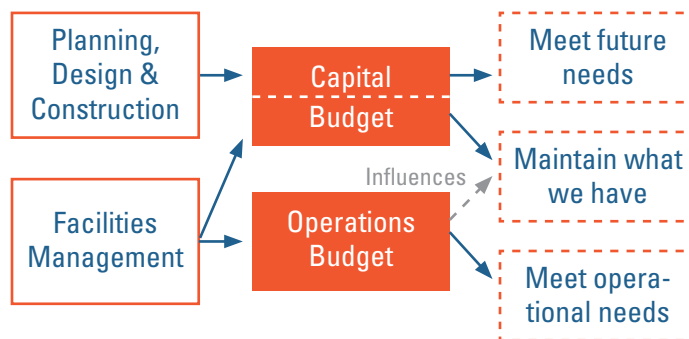 Planning,
Design &
Construction
Capital
Budget
Meet future
needs
Influences
Maintain what
we have
Facilities
Management
Operations
Budget
Meet opera-
tional needs